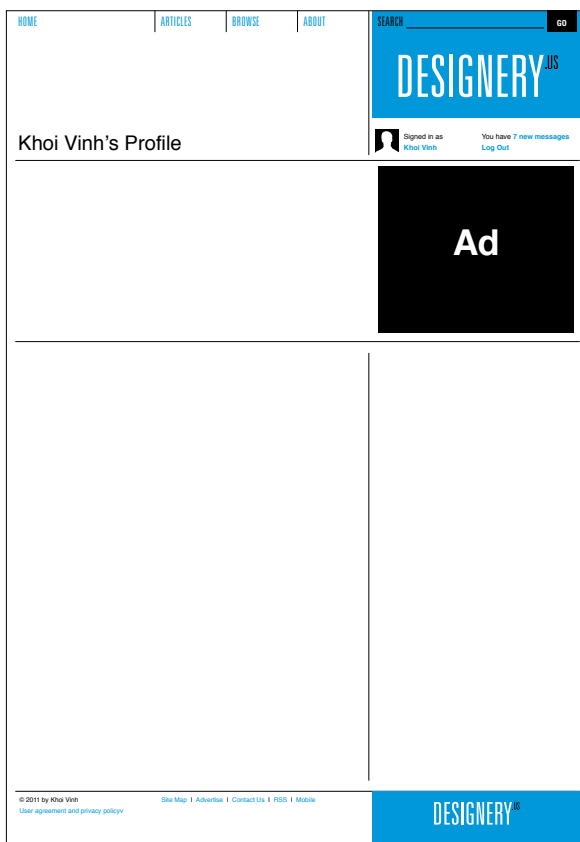 HOME ARTICLES BROWSE ABOUT SEARCH GO
DESIGNERY.US
Khoi Vinh's Profile
Signed in as
Khoi Vinh
You have 7 new messages
Log Out
Ad
© 2011 by Khoi Vinh
User agreement and privacy policyv
Site Map | Advertise | Contact Us | RSS | Mobile
DESIGNERY.US